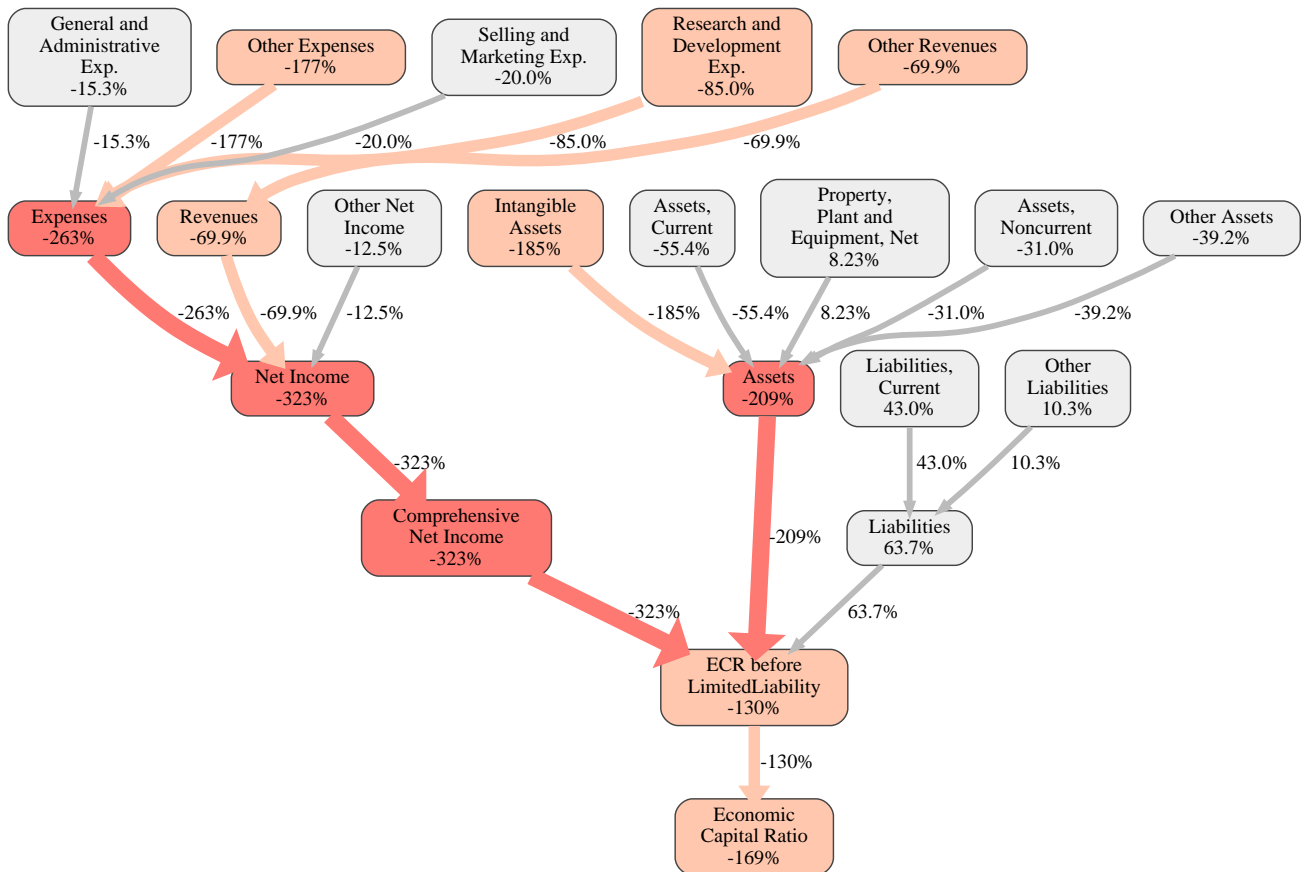 General and
Administrative
Exp.
-15.3%
Other Expenses
-177%
Selling and
Marketing Exp.
-20.0%
Research and
Development
Exp.
-85.0%
Other Revenues
-69.9%
-15.3%
-177%
-20.0%
-85.0%
-69.9%
Expenses
-263%
Revenues
-69.9%
Other Net
Income
-12.5%
Intangible
Assets
-185%
Assets,
Current
-55.4%
Property,
Plant and
Equipment, Net
8.23%
Assets,
Noncurrent
-31.0%
Other Assets
-39.2%
-263%
-69.9%
-12.5%
-185%
-55.4%
8.23%
-31.0%
-39.2%
Net Income
-323%
Assets
-209%
Liabilities,
Current
43.0%
Other
Liabilities
10.3%
-323%
43.0%
10.3%
Comprehensive
Net Income
-323%
-209%
Liabilities
63.7%
-323%
63.7%
ECR before
LimitedLiability
-130%
-130%
Economic
Capital Ratio
-169%